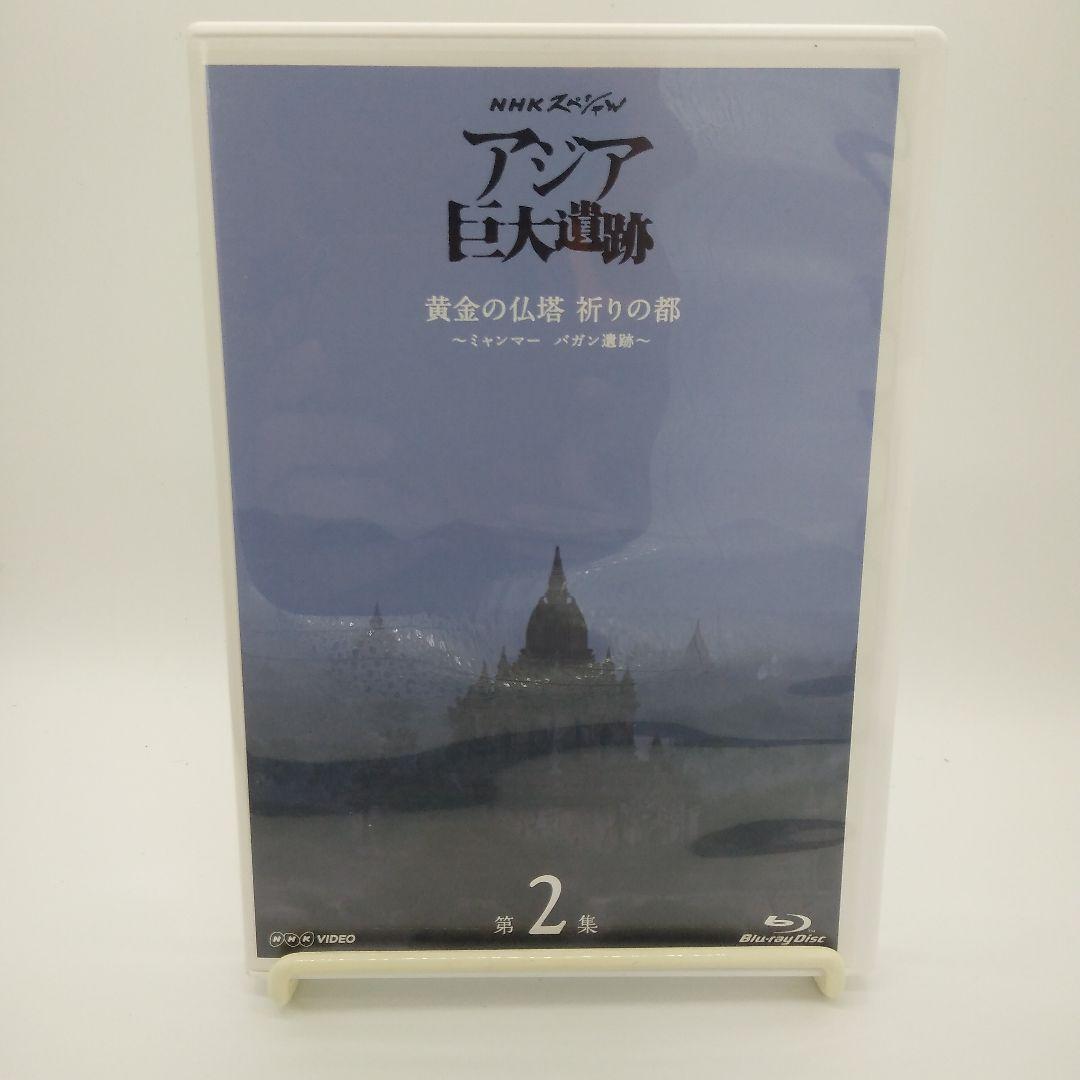 NHKスペシャル
アジア
巨大遺跡
黄金の仏塔 祈りの都
～ミャンマー バガン遺跡～
第2集
NHK VIDEO
Blu-ray Disc